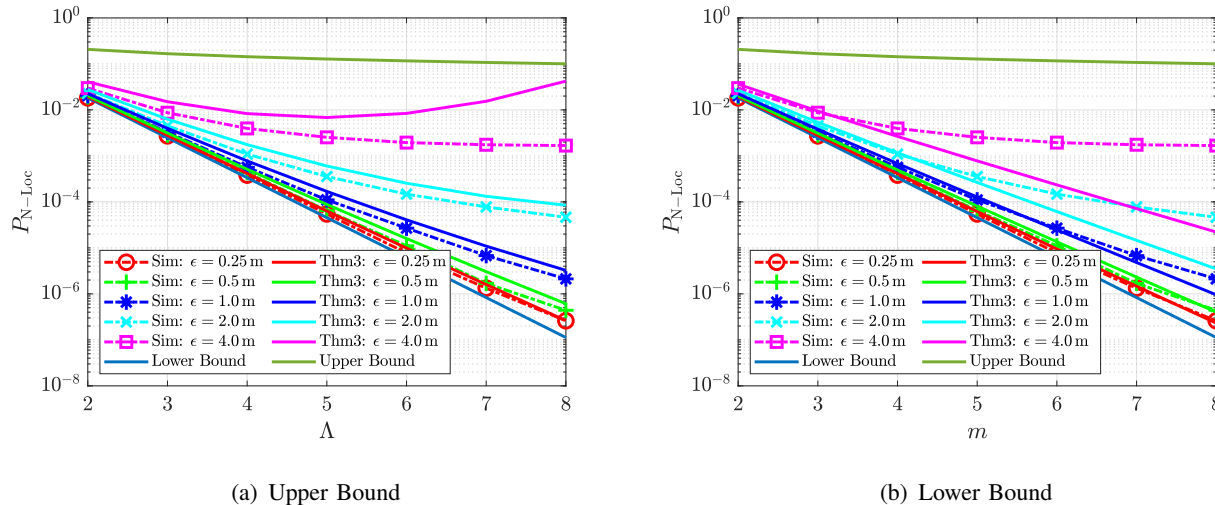 10^0
10^-2
10^-4
10^-6
10^-8
P_N−Loc
Sim: ϵ = 0.25 m Thm3: ϵ = 0.25 m
Sim: ϵ = 0.5 m Thm3: ϵ = 0.5 m
Sim: ϵ = 1.0 m Thm3: ϵ = 1.0 m
Sim: ϵ = 2.0 m Thm3: ϵ = 2.0 m
Sim: ϵ = 4.0 m Thm3: ϵ = 4.0 m
Lower Bound Upper Bound
2 3 4 5 6 7 8
Λ
(a) Upper Bound
10^0
10^-2
10^-4
10^-6
10^-8
P_N−Loc
Sim: ϵ = 0.25 m Thm3: ϵ = 0.25 m
Sim: ϵ = 0.5 m Thm3: ϵ = 0.5 m
Sim: ϵ = 1.0 m Thm3: ϵ = 1.0 m
Sim: ϵ = 2.0 m Thm3: ϵ = 2.0 m
Sim: ϵ = 4.0 m Thm3: ϵ = 4.0 m
Lower Bound Upper Bound
2 3 4 5 6 7 8
m
(b) Lower Bound